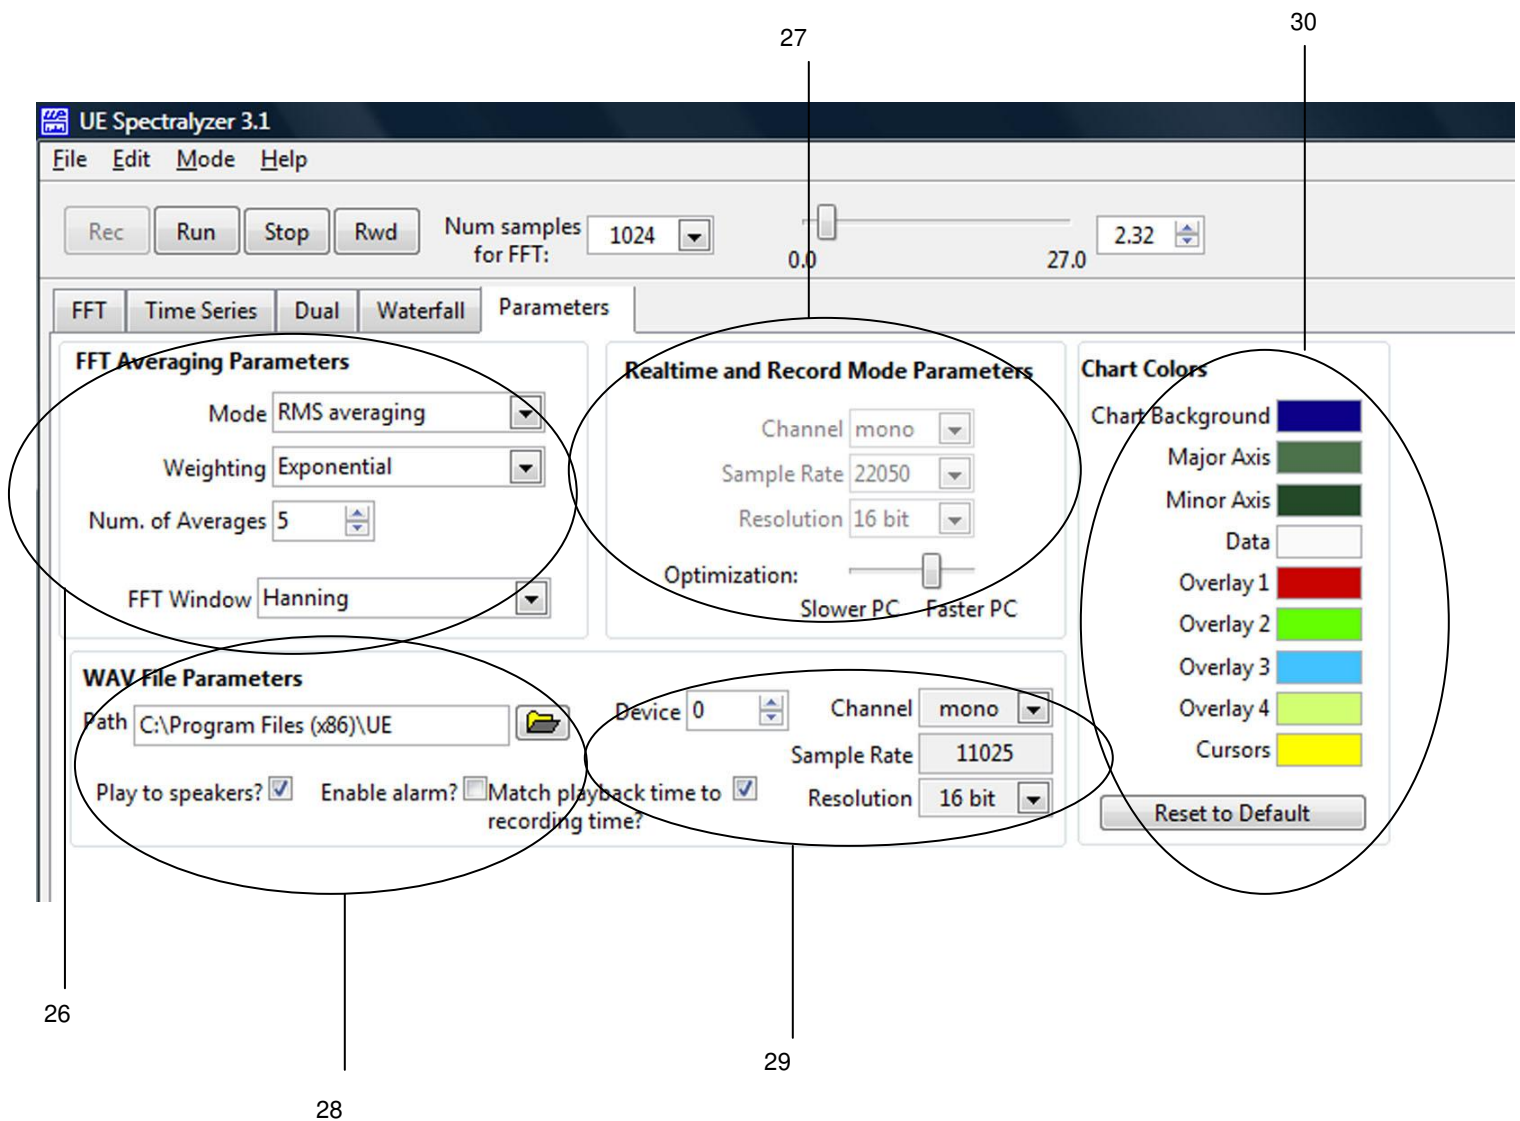 27
30
UE Spectralyzer 3.1
File Edit Mode Help
Rec Run Stop Rwd Num samples for FFT: 1024 0.0 27.0 2.32
FFT Time Series Dual Waterfall Parameters
FFT Averaging Parameters
Mode RMS averaging
Weighting Exponential
Num. of Averages 5
FFT Window Hanning
Realtime and Record Mode Parameters
Channel mono
Sample Rate 22050
Resolution 16 bit
Optimization:
Slower PC Faster PC
Chart Colors
Chart Background
Major Axis
Minor Axis
Data
Overlay 1
Overlay 2
Overlay 3
Overlay 4
Cursors
Reset to Default
WAV File Parameters
Path C:\Program Files (x86)\UE
Play to speakers? Enable alarm? Match playback time to
recording time?
Device 0 Channel mono
Sample Rate 11025
Resolution 16 bit
26
29
28